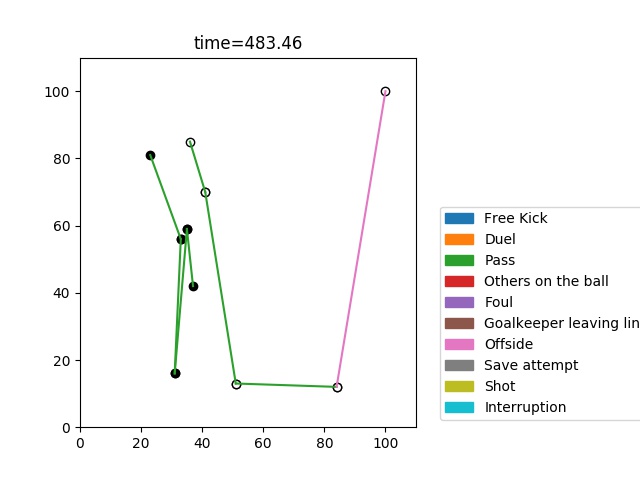 time=483.46
100
80
60
40
20
0
0 20 40 60 80 100
Free Kick
Duel
Pass
Others on the ball
Foul
Goalkeeper leaving lin
Offside
Save attempt
Shot
Interruption